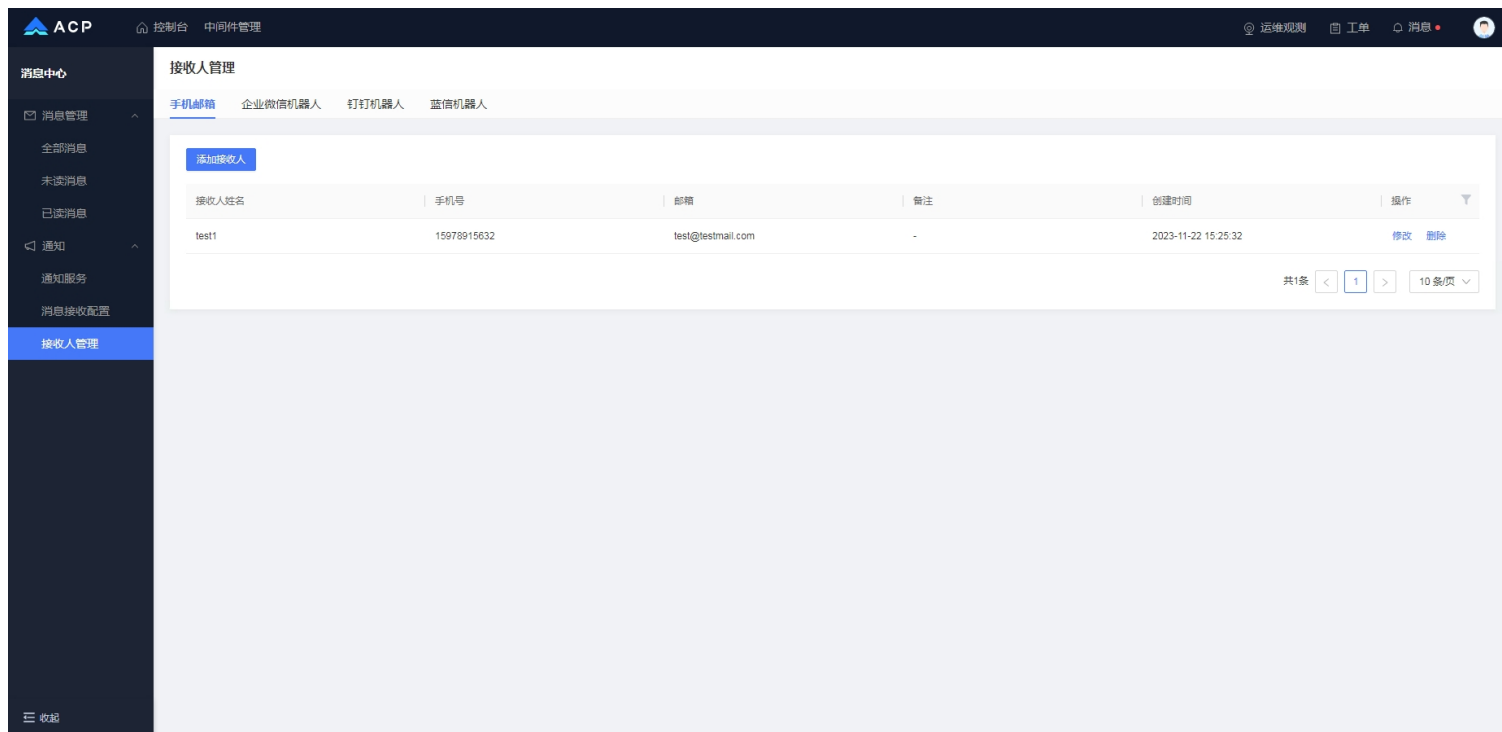 ACP 控制台 中间件管理 运维观测 工单 消息
消息中心
消息管理
全部消息
未读消息
已读消息
通知
通知服务
消息接收配置
接收人管理
收起
接收人管理
手机邮箱 企业微信机器人 钉钉机器人 蓝信机器人
添加接收人
接收人姓名 手机号 邮箱 备注 创建时间 操作
test1 15978915632 test@testmail.com - 2023-11-22 15:25:32 修改 删除
共1条 < 1 > 10 条/页